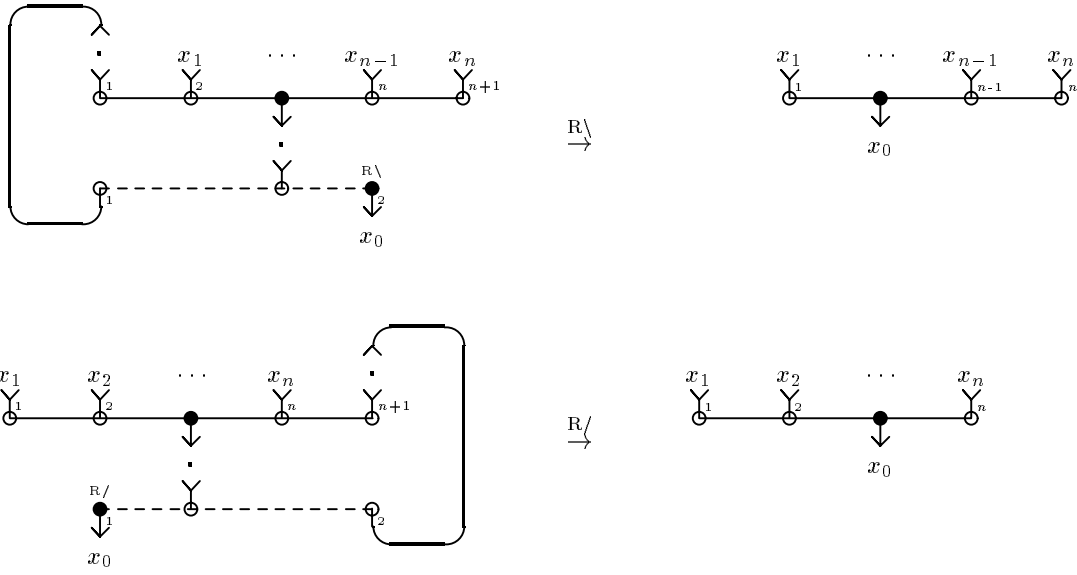 x₁ ··· xₙ₋₁ xₙ x₁ ··· xₙ₋₁ xₙ
1 2 n n+1 1 n-1 n
R\ x₀
R\
1 2
x₀
x₁ x₂ ··· xₙ x₁ x₂ ··· xₙ
1 2 n n+1 1 2 n
R/ x₀
R/
1 2
x₀